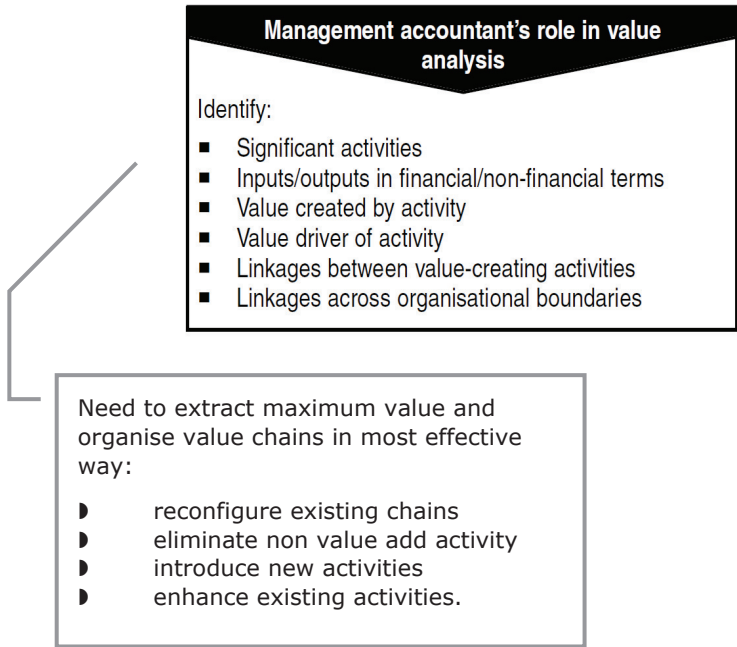 Management accountant's role in value
analysis
Identify:
■ Significant activities
■ Inputs/outputs in financial/non-financial terms
■ Value created by activity
■ Value driver of activity
■ Linkages between value-creating activities
■ Linkages across organisational boundaries
Need to extract maximum value and
organise value chains in most effective
way:
◗ reconfigure existing chains
◗ eliminate non value add activity
◗ introduce new activities
◗ enhance existing activities.